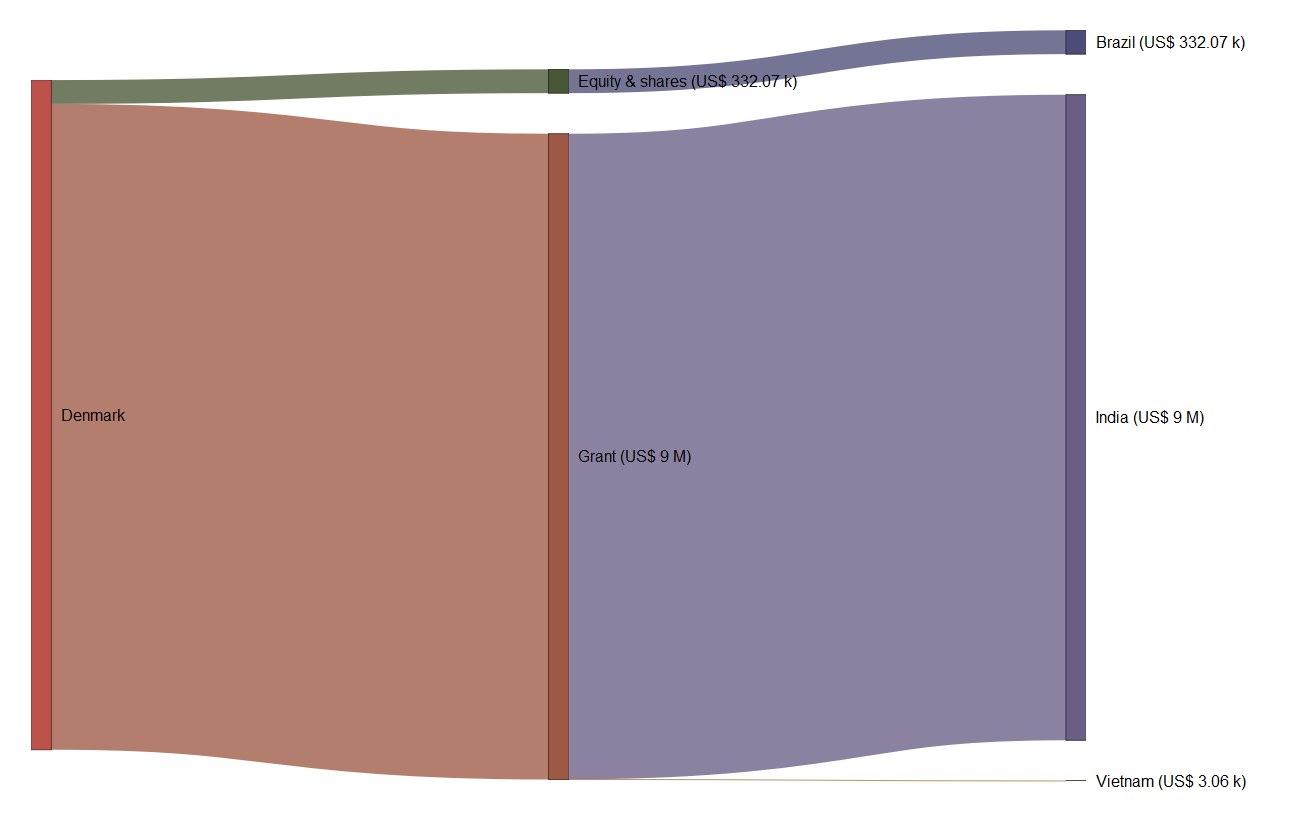 Brazil (US$ 332.07 k)
Equity & shares (US$ 332.07 k)
Denmark
India (US$ 9 M)
Grant (US$ 9 M)
Vietnam (US$ 3.06 k)